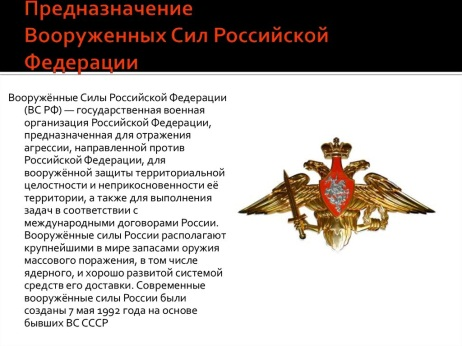 Предназначение
Вооруженных Сил Российской
Федерации
Вооружённые Силы Российской Федерации
(ВС РФ) — государственная военная
организация Российской Федерации,
предназначенная для отражения
агрессии, направленной против
Российской Федерации, для
вооружённой защиты территориальной
целостности и неприкосновенности её
территории, а также для выполнения
задач в соответствии с
международными договорами России.
Вооружённые силы России располагают
крупнейшими в мире запасами оружия
массового поражения, в том числе
ядерного, и хорошо развитой системой
средств его доставки. Современные
вооружённые силы России были
созданы 7 мая 1992 года на основе
бывших ВС СССР